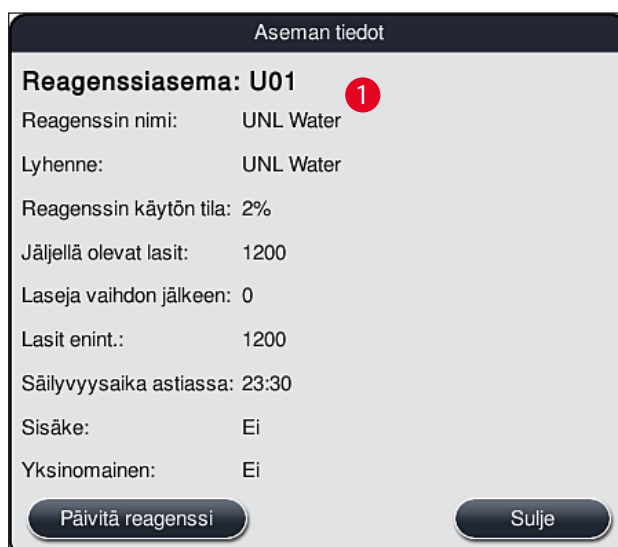 Aseman tiedot
Reagenssiasema: U01
1
Reagenssin nimi: UNL Water
Lyhenne: UNL Water
Reagenssin käytön tila: 2%
Jäljellä olevat lasit: 1200
Laseja vaihdon jälkeen: 0
Lasit enint.: 1200
Säilyvyysaika astiassa: 23:30
Sisäke: Ei
Yksinomainen: Ei
Päivitä reagenssi Sulje